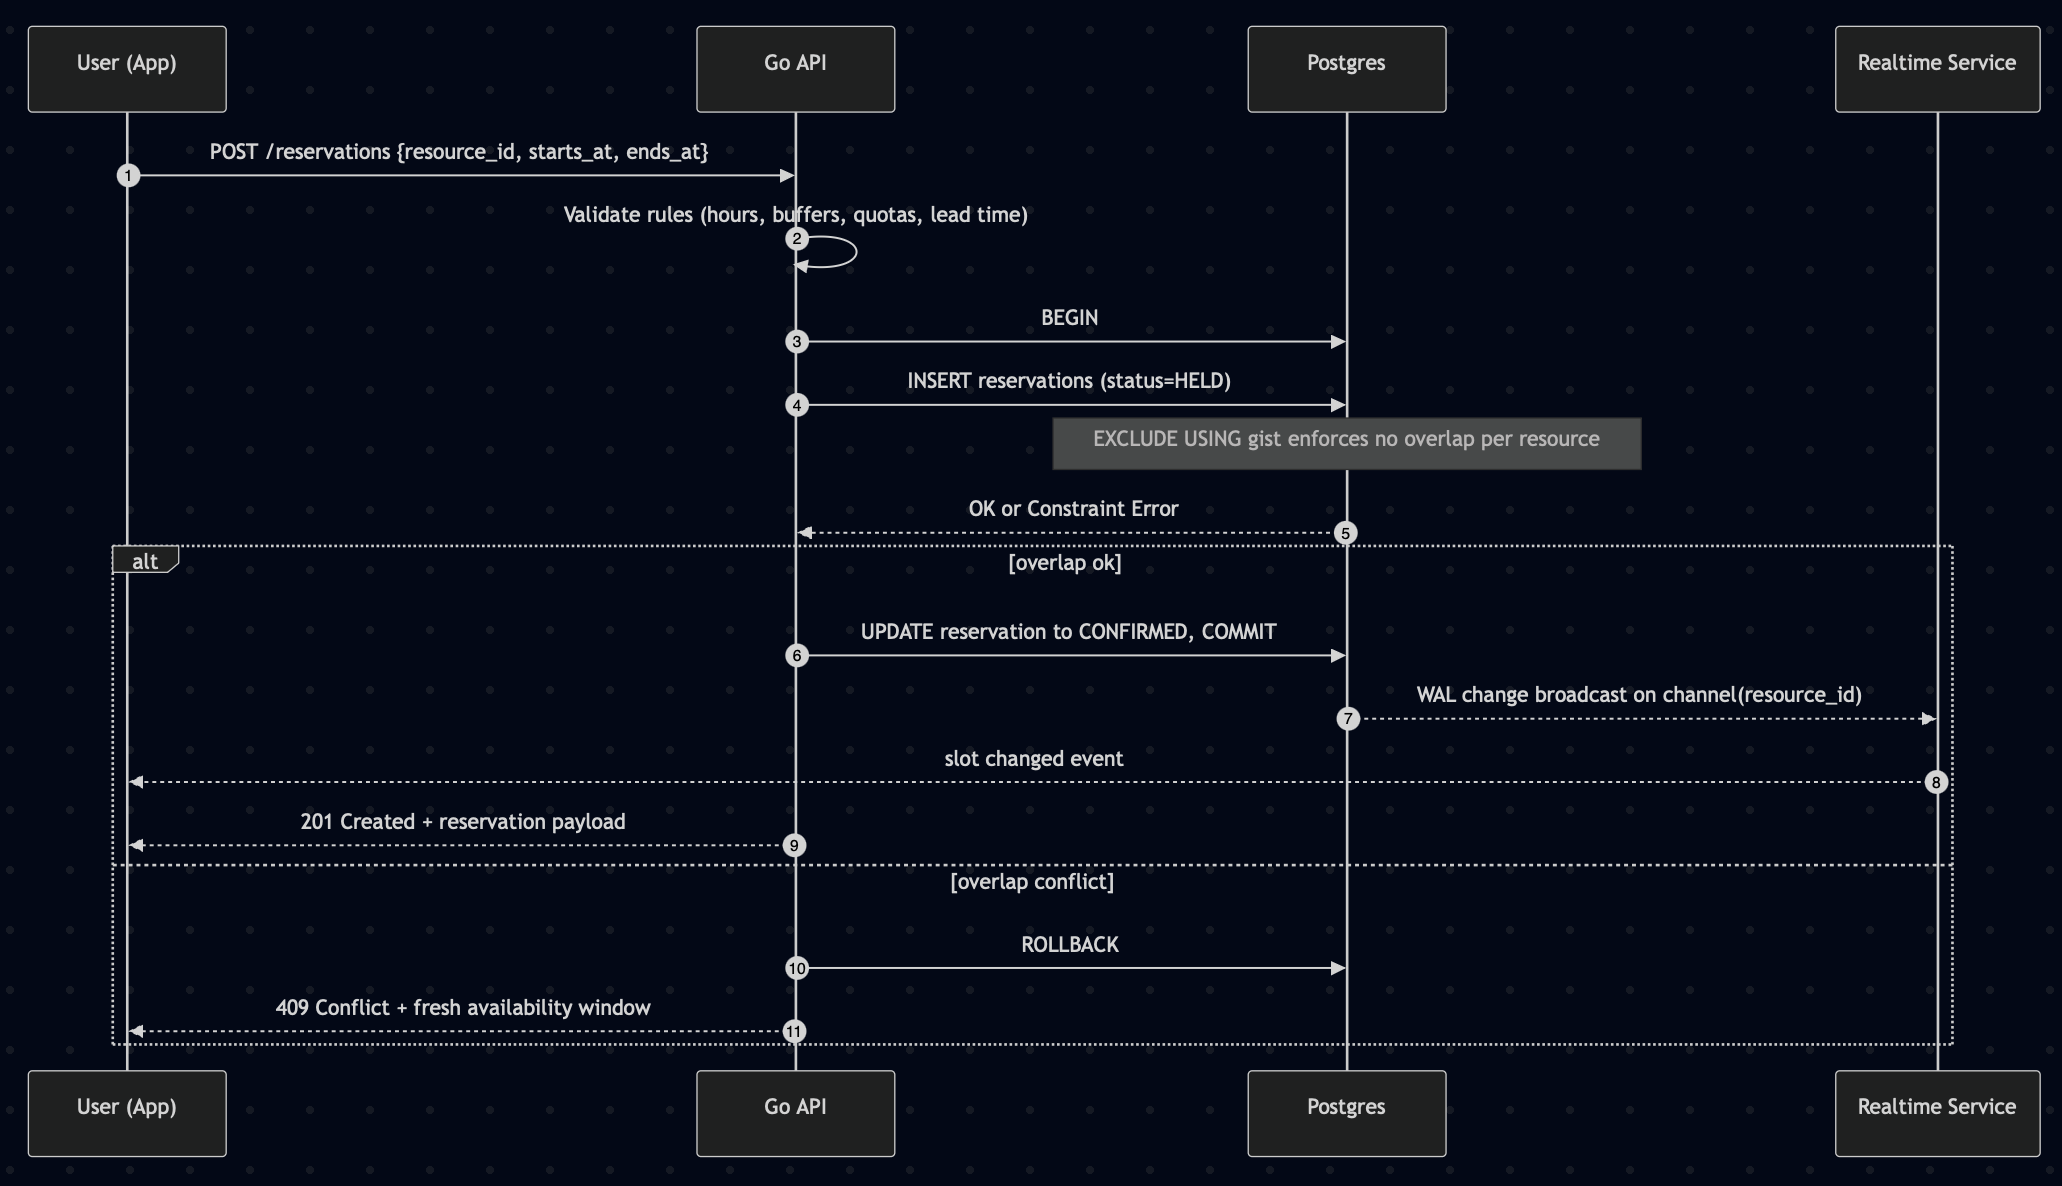 User (App)
Go API
Postgres
Realtime Service
POST /reservations {resource_id, starts_at, ends_at}
1
Validate rules (hours, buffers, quotas, lead time)
2
BEGIN
3
INSERT reservations (status=HELD)
4
EXCLUDE USING gist enforces no overlap per resource
OK or Constraint Error
5
alt
[overlap ok]
UPDATE reservation to CONFIRMED, COMMIT
6
WAL change broadcast on channel(resource_id)
7
slot changed event
8
201 Created + reservation payload
9
[overlap conflict]
ROLLBACK
10
409 Conflict + fresh availability window
11
User (App)
Go API
Postgres
Realtime Service